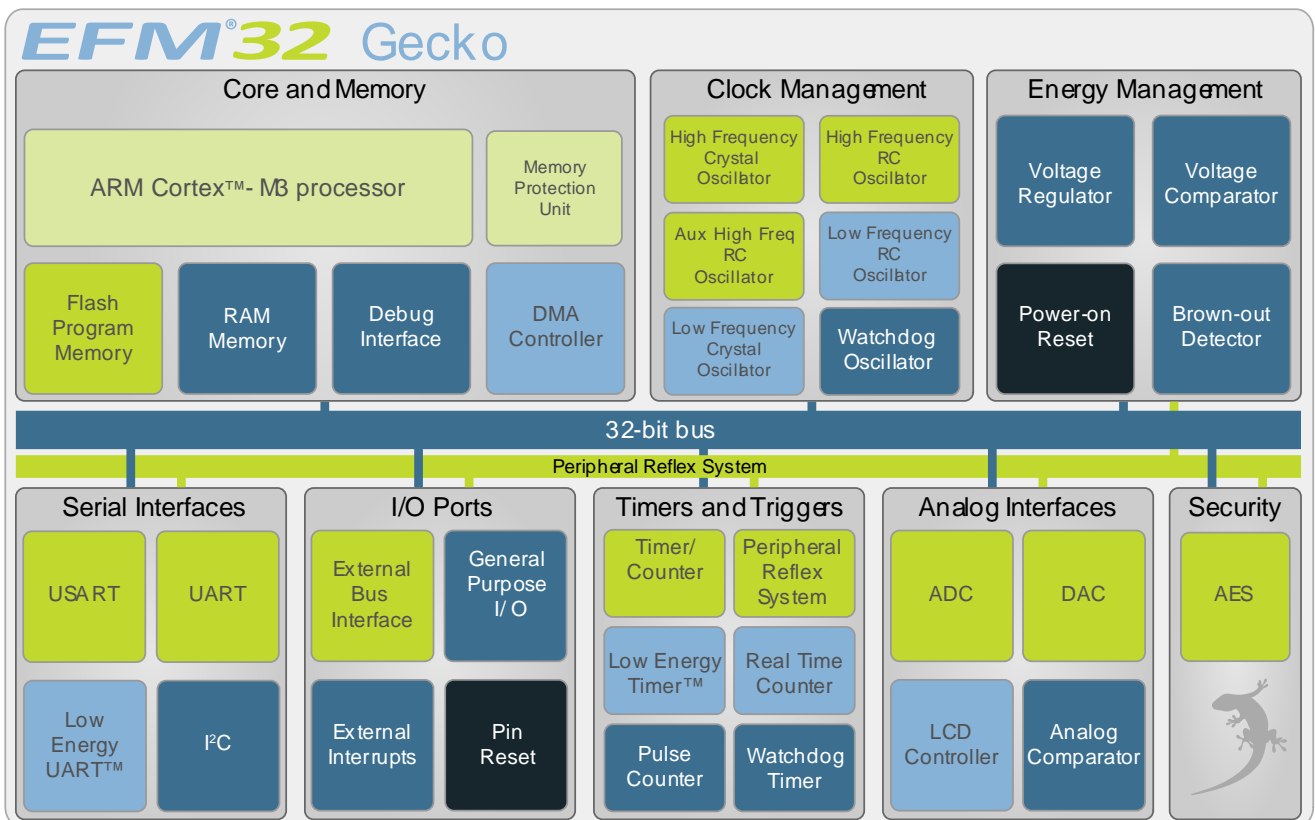 EFM®32 Gecko
Core and Memory
ARM Cortex™- M3 processor
Memory
Protection
Unit
Flash
Program
Memory
RAM
Memory
Debug
Interface
DMA
Controller
Clock Management
High Frequency
Crystal
Oscillator
High Frequency
RC
Oscillator
Aux High Freq
RC
Oscillator
Low Frequency
RC
Oscillator
Low Frequency
Crystal
Oscillator
Watchdog
Oscillator
Energy Management
Voltage
Regulator
Voltage
Comparator
Power-on
Reset
Brown-out
Detector
32-bit bus
Peripheral Reflex System
Serial Interfaces
USART
UART
Low
Energy
UART™
I²C
I/O Ports
External
Bus
Interface
General
Purpose
I/ O
External
Interrupts
Pin
Reset
Timers and Triggers
Timer/
Counter
Peripheral
Reflex
System
Low Energy
Timer™
Real Time
Counter
Pulse
Counter
Watchdog
Timer
Analog Interfaces
ADC
DAC
LCD
Controller
Analog
Comparator
Security
AES